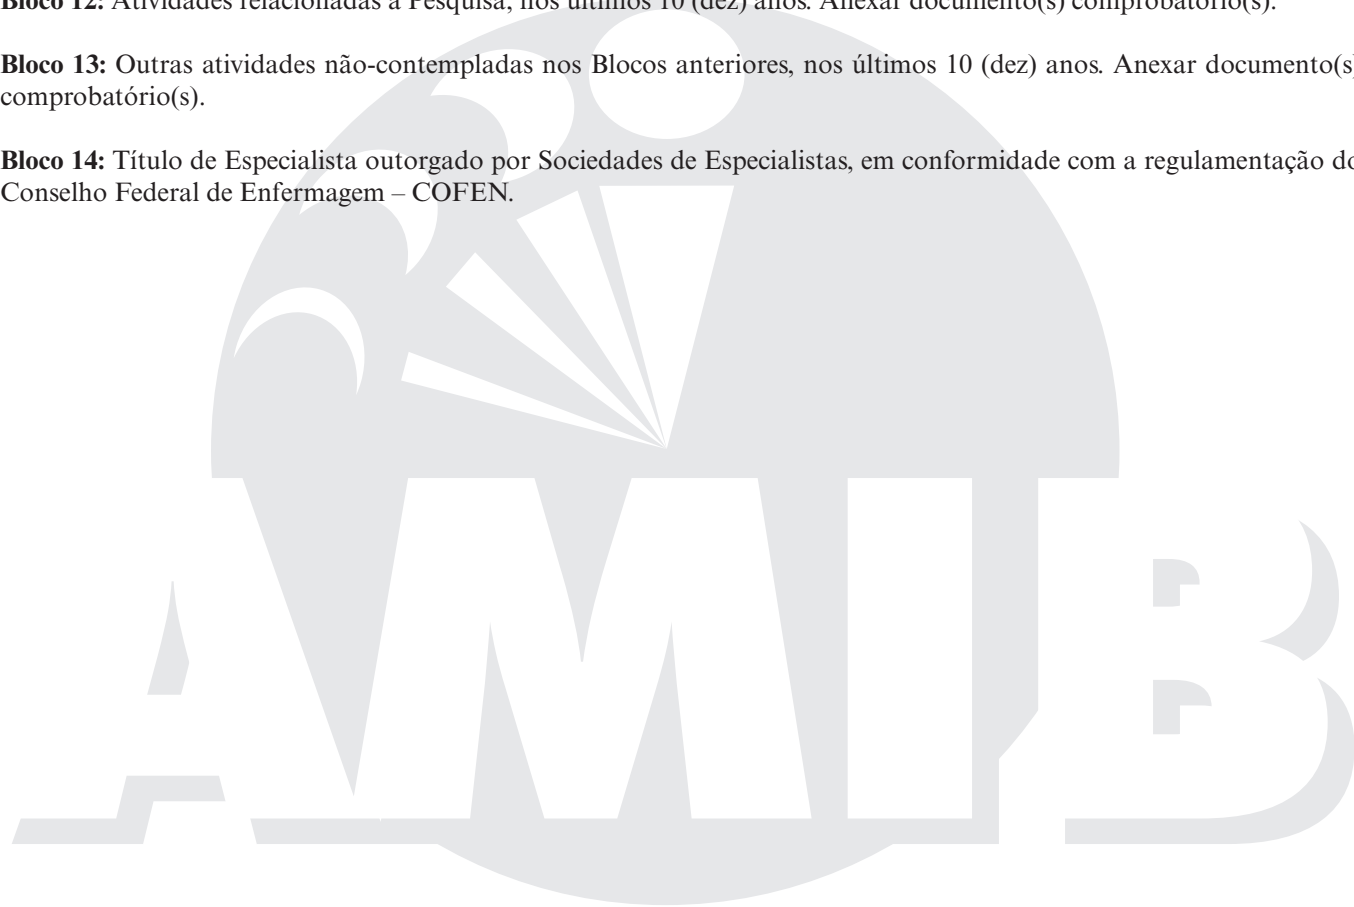 Bloco 12: Atividades relacionadas à Pesquisa, nos últimos 10 (dez) anos. Anexar documento(s) comprobatório(s).
Bloco 13: Outras atividades não-contempladas nos Blocos anteriores, nos últimos 10 (dez) anos. Anexar documento(s)
comprobatório(s).
Bloco 14: Título de Especialista outorgado por Sociedades de Especialistas, em conformidade com a regulamentação do
Conselho Federal de Enfermagem – COFEN.
AMIB